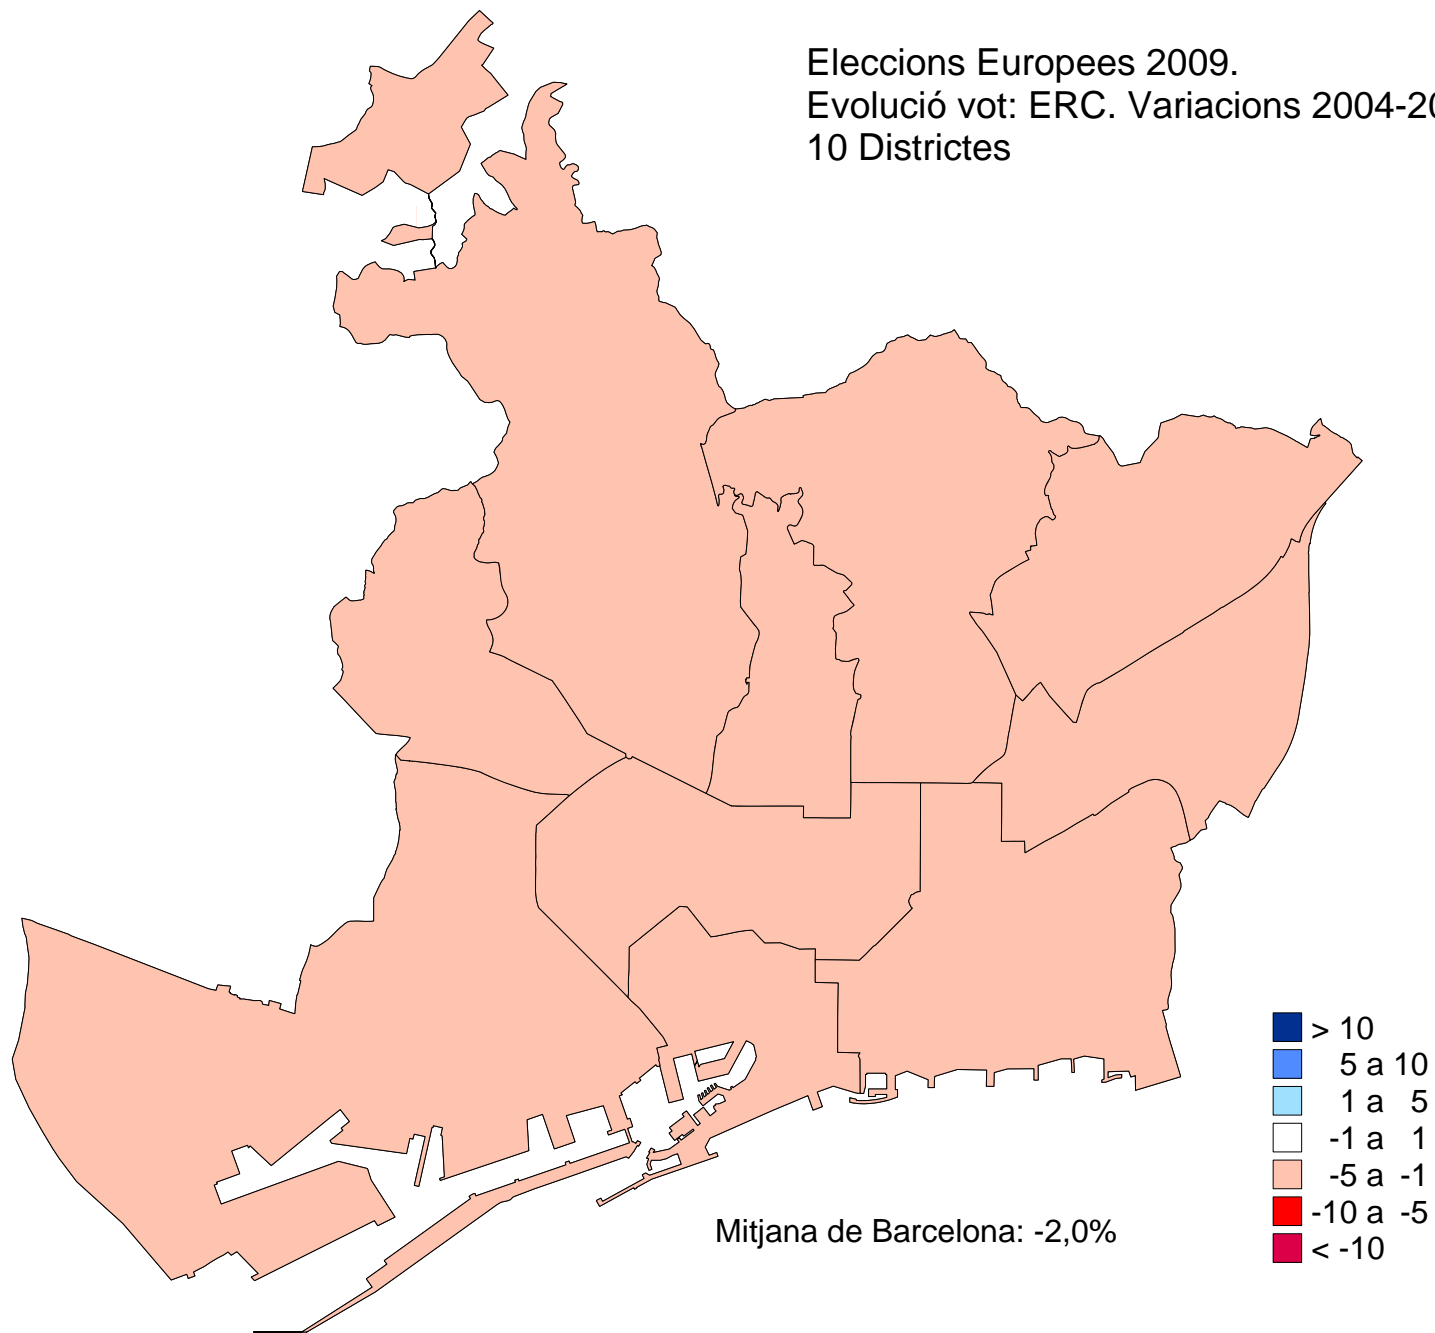 Eleccions Europees 2009.
Evolució vot: ERC. Variacions 2004-20
10 Districtes
> 10
5 a 10
1 a 5
-1 a 1
-5 a -1
-10 a -5
< -10
Mitjana de Barcelona: -2,0%